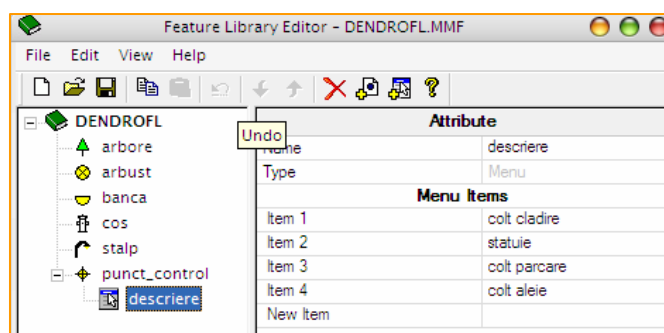 Feature Library Editor - DENDROFL.MMF
File Edit View Help
DENDROFL
arbore
arbust
banca
cos
stalp
punct_control
descriere
Undo
Attribute
Name descriere
Type Menu
Menu Items
Item 1 colt cladire
Item 2 statuie
Item 3 colt parcare
Item 4 colt aleie
New Item